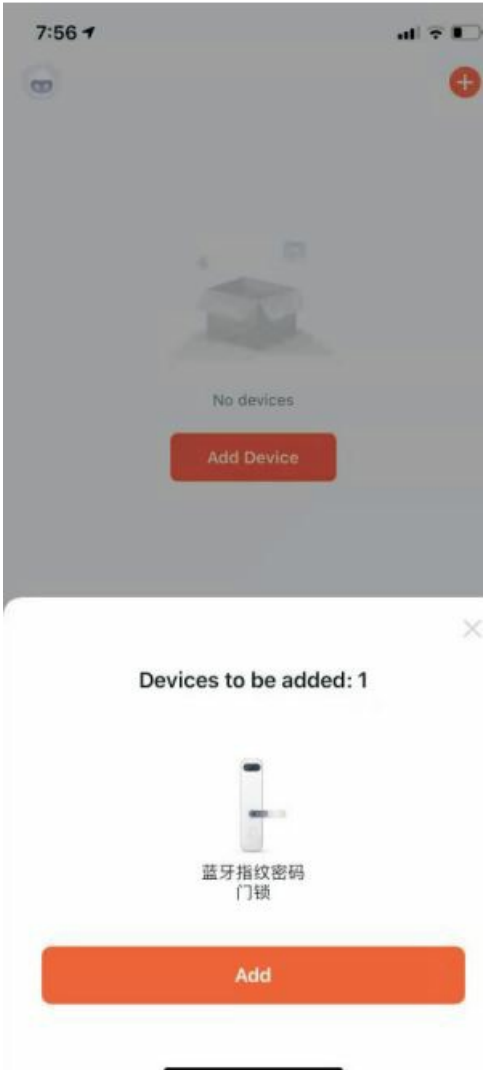 7:56
No devices
Add Device
Devices to be added: 1
蓝牙指纹密码
门锁
Add